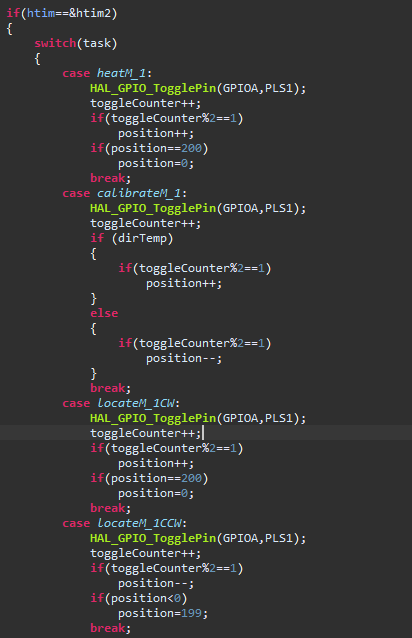 if(htim==&htim2)
{
    switch(task)
    {
        case heatM_1:
            HAL_GPIO_TogglePin(GPIOA,PLS1);
            toggleCounter++;
            if(toggleCounter%2==1)
                position++;
            if(position==200)
                position=0;
            break;
        case calibrateM_1:
            HAL_GPIO_TogglePin(GPIOA,PLS1);
            toggleCounter++;
            if (dirTemp)
            {
                if(toggleCounter%2==1)
                    position++;
            }
            else
            {
                if(toggleCounter%2==1)
                    position--;
            }
            break;
        case locateM_1CW:
            HAL_GPIO_TogglePin(GPIOA,PLS1);
            toggleCounter++;
            if(toggleCounter%2==1)
                position++;
            if(position==200)
                position=0;
            break;
        case locateM_1CCW:
            HAL_GPIO_TogglePin(GPIOA,PLS1);
            toggleCounter++;
            if(toggleCounter%2==1)
                position--;
            if(position<0)
                position=199;
            break;